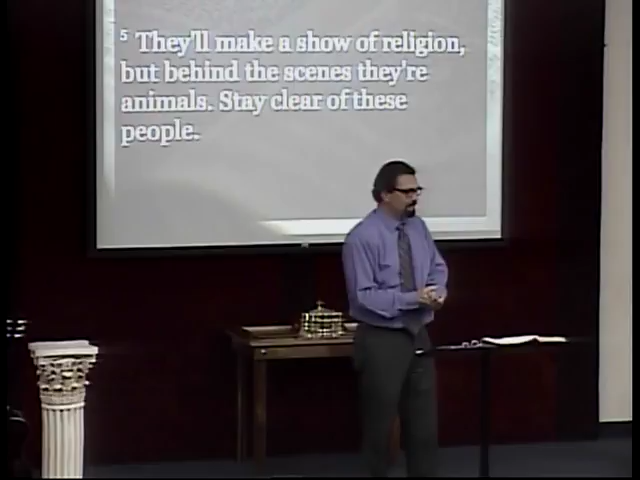 5 They'll make a show of religion,
but behind the scenes they're
animals. Stay clear of these
people.